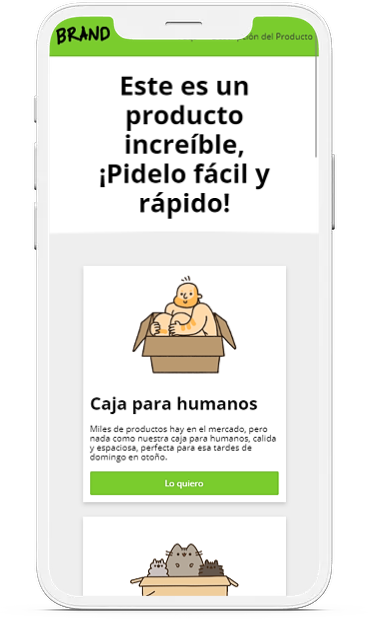 BRAND
del Producto
Este es un
producto
increíble,
¡Pidelo fácil y
rápido!
Caja para humanos
Miles de productos hay en el mercado, pero
nada como nuestra caja para humanos, calida
y espaciosa, perfecta para esa tardes de
domingo en otoño.
Lo quiero